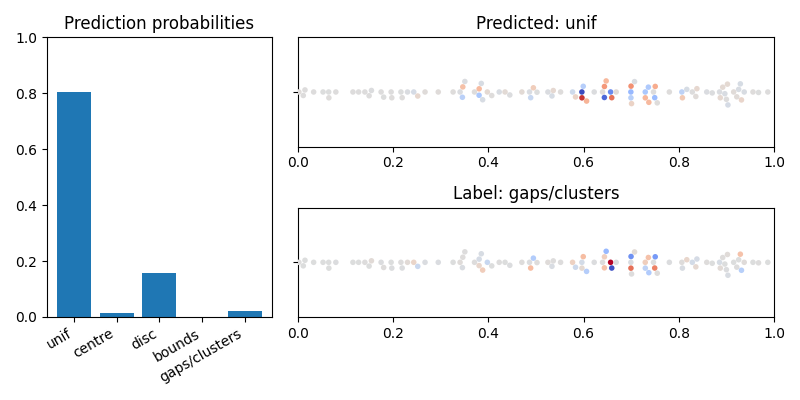 Prediction probabilities
1.0
0.8
0.6
0.4
0.2
0.0
unif
centre
disc
bounds
gaps/clusters
Predicted: unif
0.0 0.2 0.4 0.6 0.8 1.0
Label: gaps/clusters
0.0 0.2 0.4 0.6 0.8 1.0